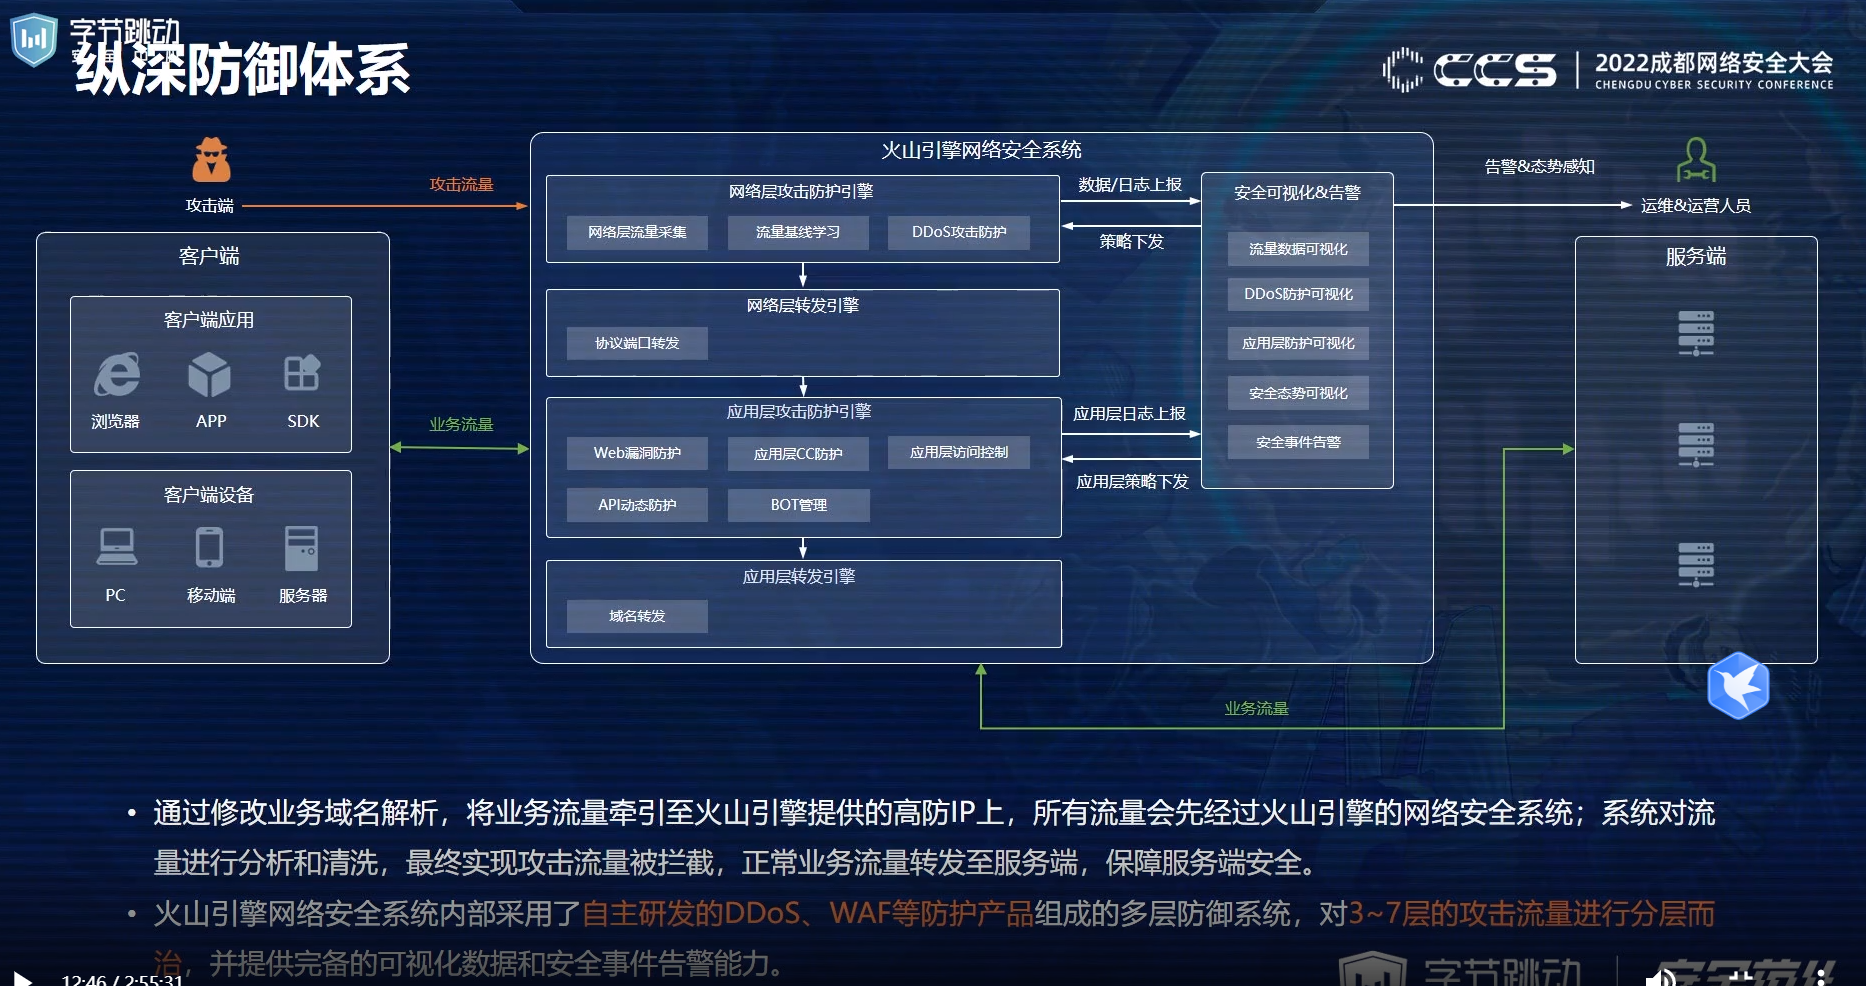 字节跳动
纵深防御体系
CCS
2022成都网络安全大会
CHENGDU CYBER SECURITY CONFERENCE
攻击端
攻击流量
客户端
客户端应用
浏览器
APP
SDK
客户端设备
PC
移动端
服务器
业务流量
火山引擎网络安全系统
网络层攻击防护引擎
网络层流量采集
流量基线学习
DDoS攻击防护
网络层转发引擎
协议端口转发
应用层攻击防护引擎
Web漏洞防护
应用层CC防护
应用层访问控制
API动态防护
BOT管理
应用层转发引擎
域名转发
数据/日志上报
策略下发
应用层日志上报
应用层策略下发
安全可视化&告警
流量数据可视化
DDoS防护可视化
应用层防护可视化
安全态势可视化
安全事件告警
告警&态势感知
运维&运营人员
服务端
业务流量
• 通过修改业务域名解析，将业务流量牵引至火山引擎提供的高防IP上，所有流量会先经过火山引擎的网络安全系统；系统对流
量进行分析和清洗，最终实现攻击流量被拦截，正常业务流量转发至服务端，保障服务端安全。
• 火山引擎网络安全系统内部采用了自主研发的DDoS、WAF等防护产品组成的多层防御系统，对3~7层的攻击流量进行分层而
治，并提供完备的可视化数据和安全事件告警能力。
12:46 / 2:55:31
字节跳动